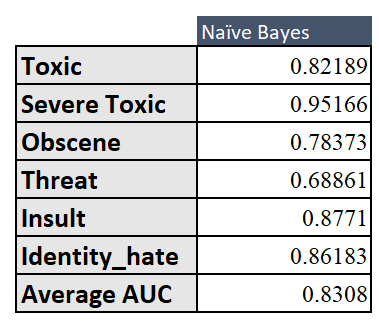 Naïve Bayes
Toxic 0.82189
Severe Toxic 0.95166
Obscene 0.78373
Threat 0.68861
Insult 0.8771
Identity_hate 0.86183
Average AUC 0.8308